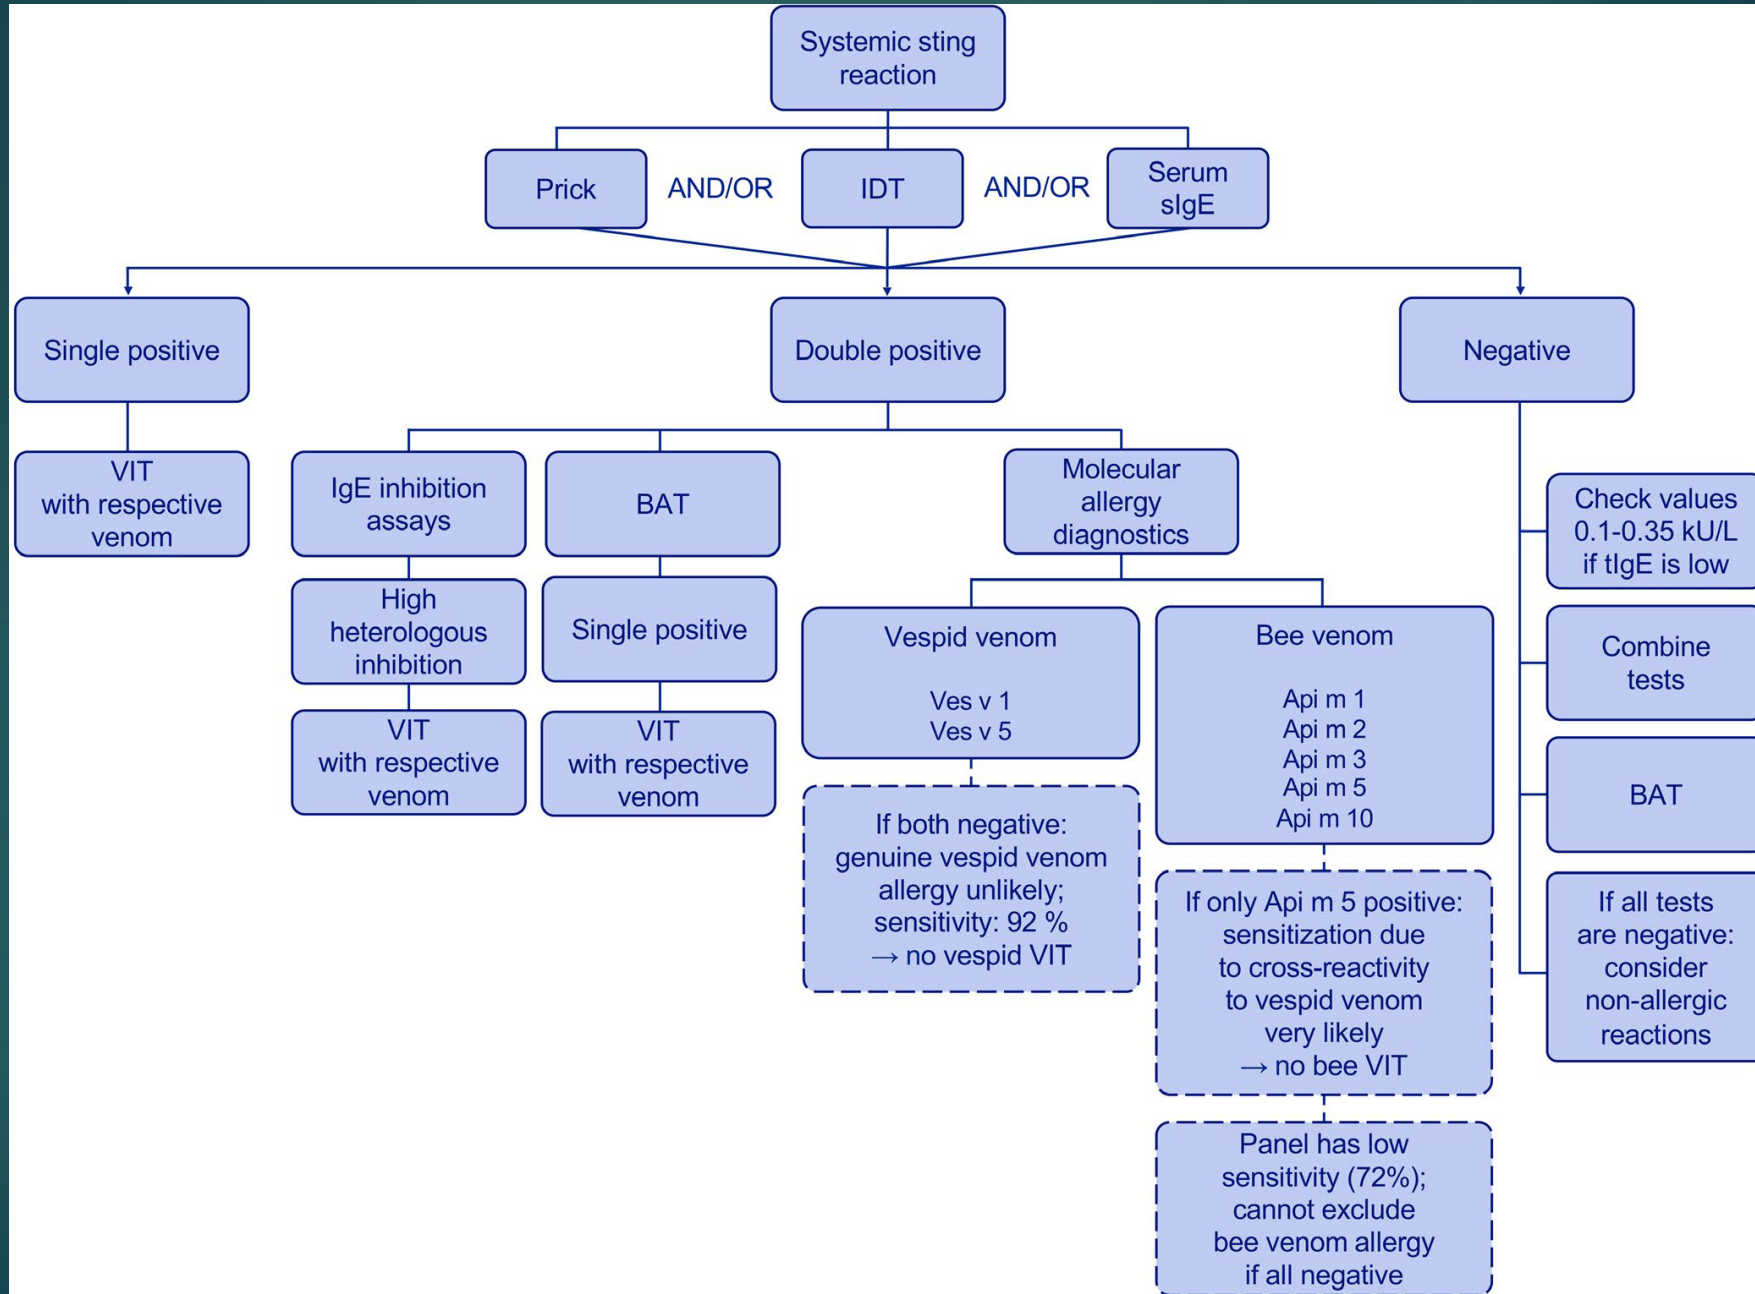 Systemic sting
reaction
Prick
AND/OR
IDT
AND/OR
Serum
sIgE
Single positive
Double positive
Negative
VIT
with respective
venom
IgE inhibition
assays
BAT
Molecular
allergy
diagnostics
High
heterologous
inhibition
Single positive
VIT
with respective
venom
VIT
with respective
venom
Vespid venom
Ves v 1
Ves v 5
If both negative:
genuine vespid venom
allergy unlikely;
sensitivity: 92 %
→ no vespid VIT
Bee venom
Api m 1
Api m 2
Api m 3
Api m 5
Api m 10
If only Api m 5 positive:
sensitization due
to cross-reactivity
to vespid venom
very likely
→ no bee VIT
Panel has low
sensitivity (72%);
cannot exclude
bee venom allergy
if all negative
Check values
0.1-0.35 kU/L
if tIgE is low
Combine
tests
BAT
If all tests
are negative:
consider
non-allergic
reactions